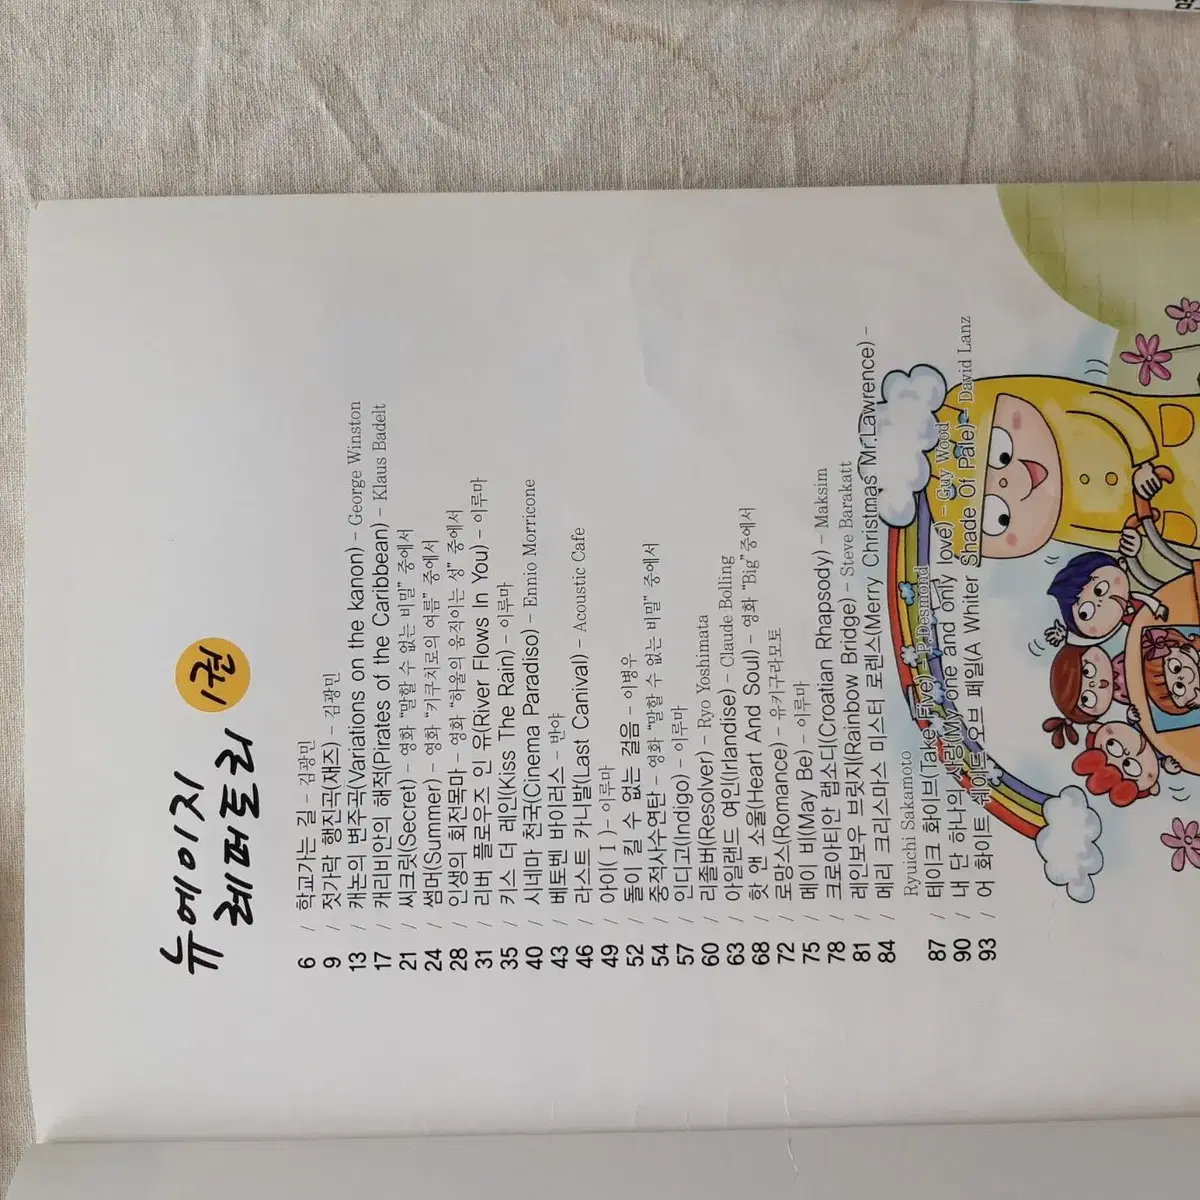 뉴에이지
레퍼토리 1권
6 / 학교가는 길 - 김광민
9 / 젓가락 행진곡(재즈) - 김광민
13 / 캐논의 변주곡(Variations on the kanon) - George Winston
17 / 캐리비안의 해적(Pirates of the Caribbean) - Klaus Badelt
21 / 씨크릿(Secret) - 영화 "말할 수 없는 비밀" 중에서
24 / 썸머(Summer) - 영화 "키쿠치로의 여름" 중에서
28 / 인생의 회전목마 - 영화 "하울의 움직이는 성" 중에서
31 / 리버 플로우즈 인 유(River Flows In You) - 이루마
35 / 키스 더 레인(Kiss The Rain) - 이루마
40 / 시네마 천국(Cinema Paradiso) - Ennio Morricone
43 / 베토벤 바이러스 - 반야
46 / 라스트 카니발(Last Canival) - Acoustic Cafe
49 / 아이( I ) - 이루마
52 / 돌이 킬 수 없는 걸음 - 이병우
54 / 중적사수연탄 - 영화 "말할 수 없는 비밀" 중에서
57 / 인디고(Indigo) - 이루마
60 / 리졸버(Resolver) - Ryo Yoshimata
63 / 아일랜드 여인(Irlandise) - Claude Bolling
68 / 핫 앤 소울(Heart And Soul) - 영화 "Big"중에서
72 / 로망스(Romance) - 유키구라모토
75 / 메이 비(May Be) - 이루마
78 / 크로아티안 랩소디(Croatian Rhapsody) - Maksim
81 / 레인보우 브릿지(Rainbow Bridge) - Steve Barakatt
84 / 메리 크리스마스 미스터 로렌스(Merry Christmas Mr.Lawrence) -
Ryuichi Sakamoto
87 / 테이크 화이브(Take Five) - P.Desmond
90 / 내 단 하나의 사랑(My one and only love) - Guy Wood
93 / 어 화이트 쉐이드 오브 페일(A Whiter Shade Of Pale) - David Lanz